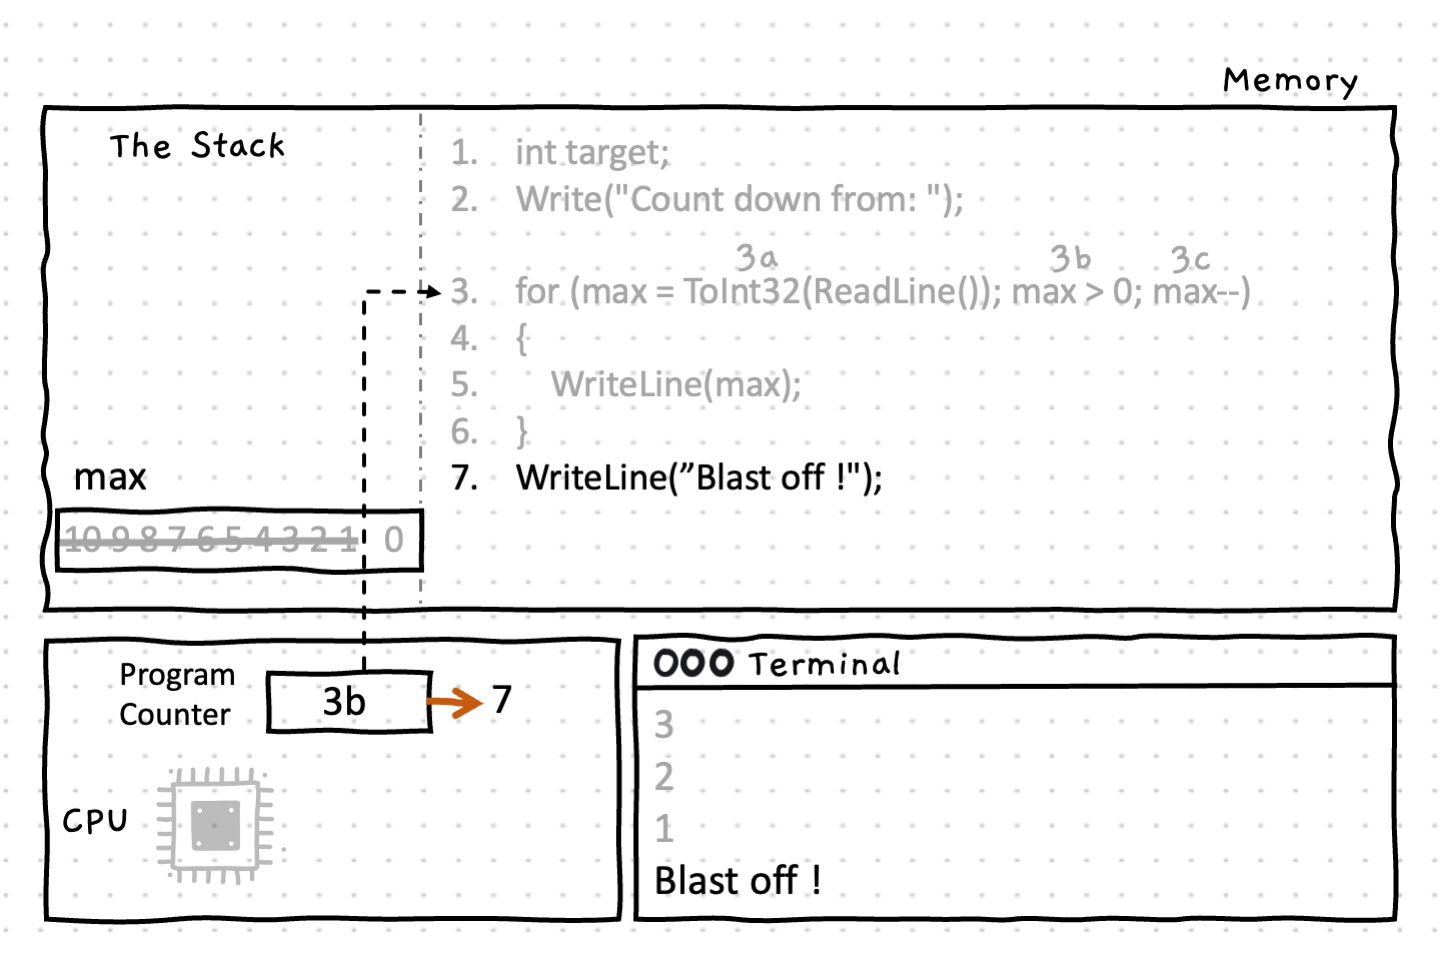 Memory
The Stack
1. int target;
2. Write("Count down from: ");
3a 3b 3c
3. for (max = ToInt32(ReadLine()); max > 0; max--)
4. {
5. WriteLine(max);
6. }
7. WriteLine(”Blast off !");
max
10 9 8 7 6 5 4 3 2 1 0
Program
Counter
3b 7
CPU
Terminal
3
2
1
Blast off !